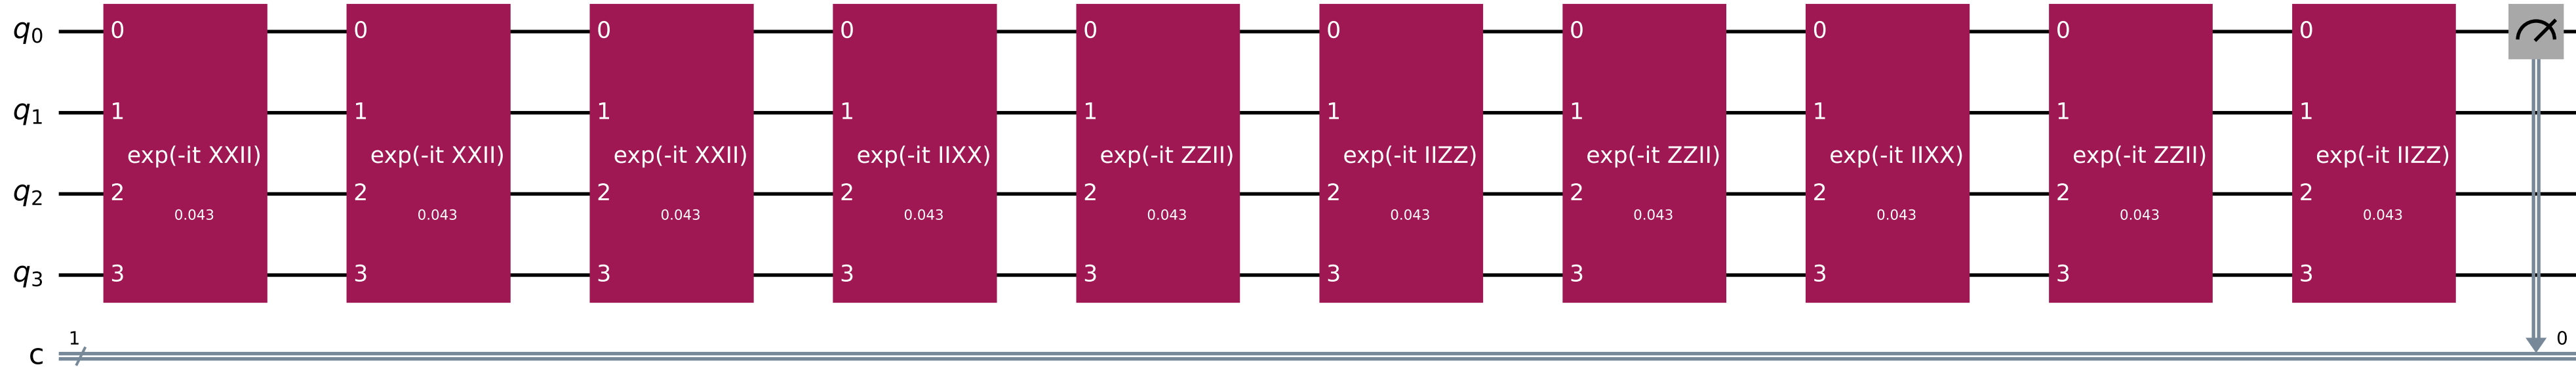 q0 0 0 0 0 0 0 0 0 0 0
q1 1 1 1 1 1 1 1 1 1 1
exp(-it XXII) exp(-it XXII) exp(-it XXII) exp(-it IIXX) exp(-it ZZII) exp(-it IIZZ) exp(-it ZZII) exp(-it IIXX) exp(-it ZZII) exp(-it IIZZ)
q2 2 2 2 2 2 2 2 2 2 2
0.043 0.043 0.043 0.043 0.043 0.043 0.043 0.043 0.043 0.043
q3 3 3 3 3 3 3 3 3 3 3
1 0
c